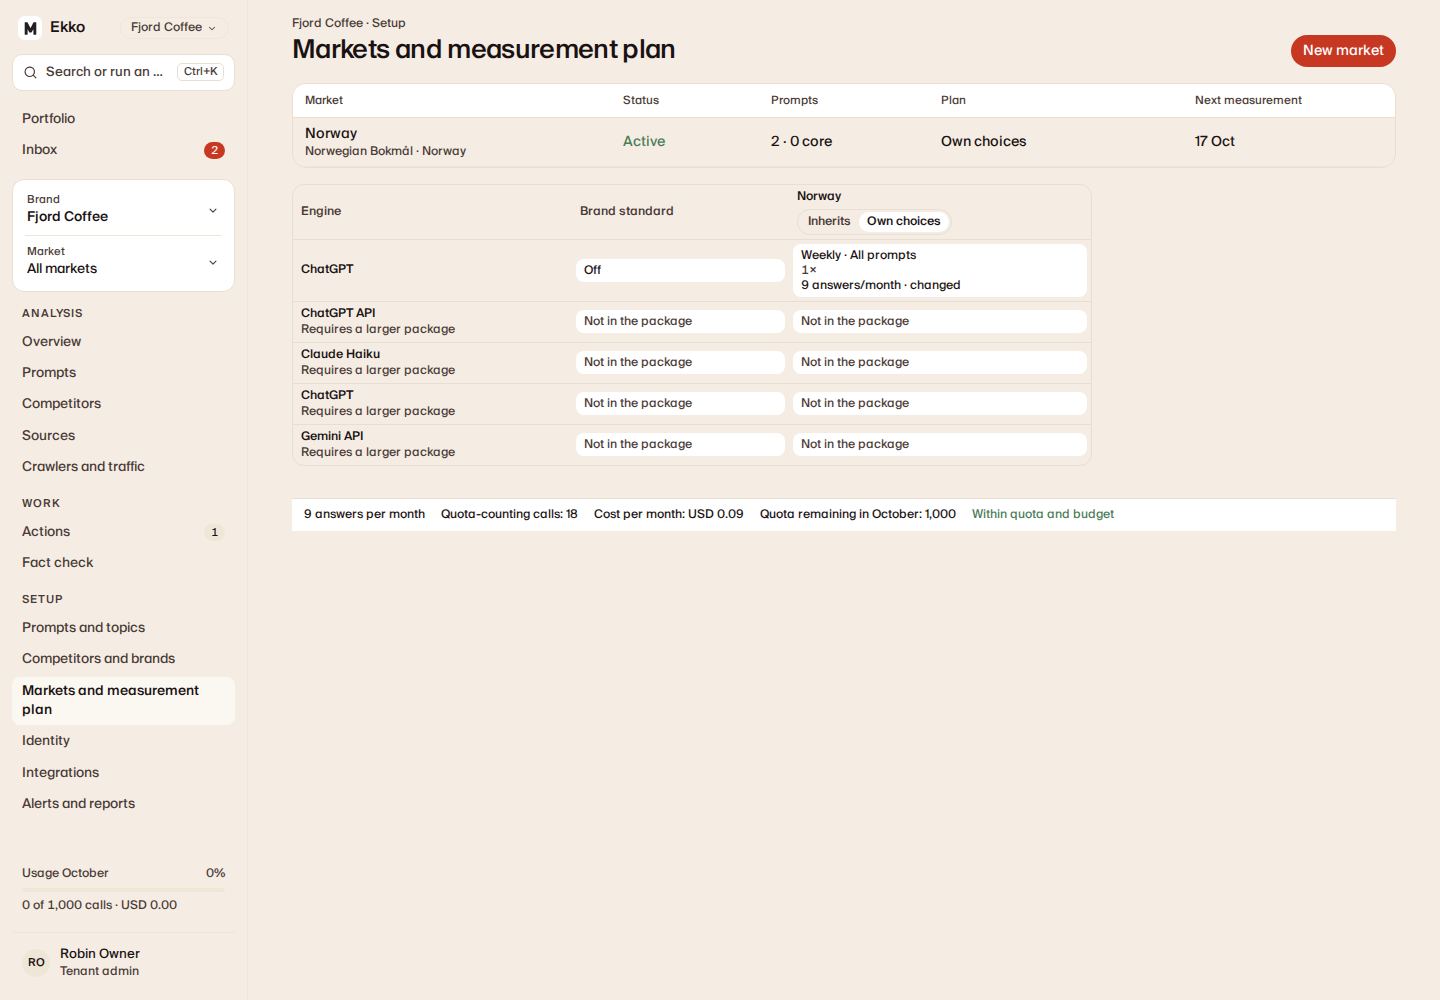 Ekko
Fjord Coffee
Search or run an ...
Ctrl+K
Portfolio
Inbox
2
Brand
Fjord Coffee
Market
All markets
ANALYSIS
Overview
Prompts
Competitors
Sources
Crawlers and traffic
WORK
Actions
1
Fact check
SETUP
Prompts and topics
Competitors and brands
Markets and measurement
plan
Identity
Integrations
Alerts and reports
Usage October
0%
0 of 1,000 calls · USD 0.00
RO
Robin Owner
Tenant admin
Fjord Coffee · Setup
Markets and measurement plan
New market
Market
Status
Prompts
Plan
Next measurement
Norway
Norwegian Bokmål · Norway
Active
2 · 0 core
Own choices
17 Oct
Engine
Brand standard
Norway
Inherits
Own choices
ChatGPT
Off
Weekly · All prompts
1×
9 answers/month · changed
ChatGPT API
Requires a larger package
Not in the package
Not in the package
Claude Haiku
Requires a larger package
Not in the package
Not in the package
ChatGPT
Requires a larger package
Not in the package
Not in the package
Gemini API
Requires a larger package
Not in the package
Not in the package
9 answers per month
Quota-counting calls: 18
Cost per month: USD 0.09
Quota remaining in October: 1,000
Within quota and budget